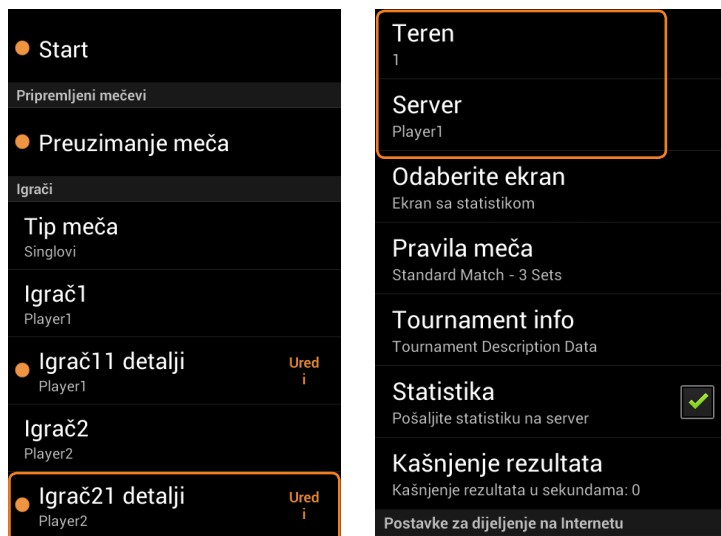 Start
Pripremljeni mečevi
Preuzimanje meča
Igrači
Tip meča
Singlovi
Igrač1
Player1
Igrač11 detalji
Player1
Ured
i
Igrač2
Player2
Igrač21 detalji
Player2
Ured
i
Teren
1
Server
Player1
Odaberite ekran
Ekran sa statistikom
Pravila meča
Standard Match - 3 Sets
Tournament info
Tournament Description Data
Statistika
Pošaljite statistiku na server
Kašnjenje rezultata
Kašnjenje rezultata u sekundama: 0
Postavke za dijeljenje na Internetu